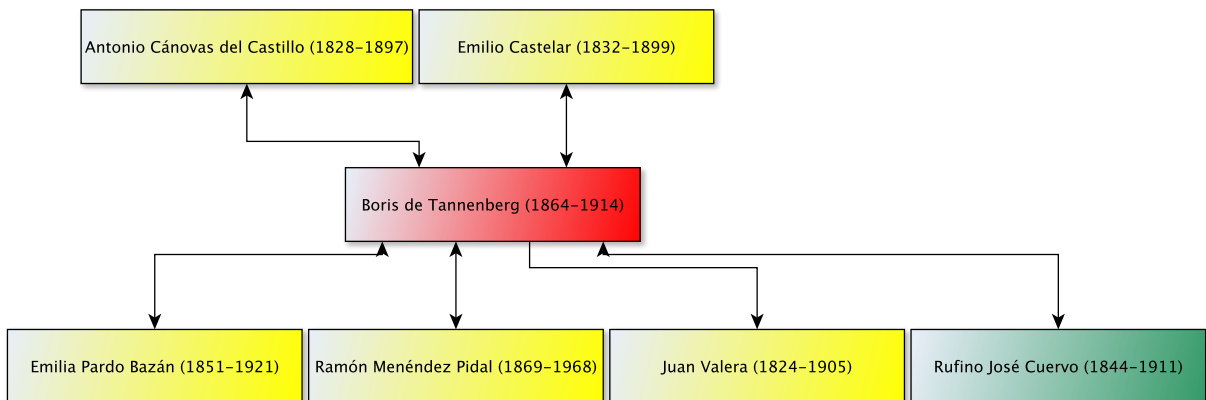 Antonio Cánovas del Castillo (1828-1897)
Emilio Castelar (1832-1899)
Boris de Tannenberg (1864-1914)
Emilia Pardo Bazán (1851-1921)
Ramón Menéndez Pidal (1869-1968)
Juan Valera (1824-1905)
Rufino José Cuervo (1844-1911)